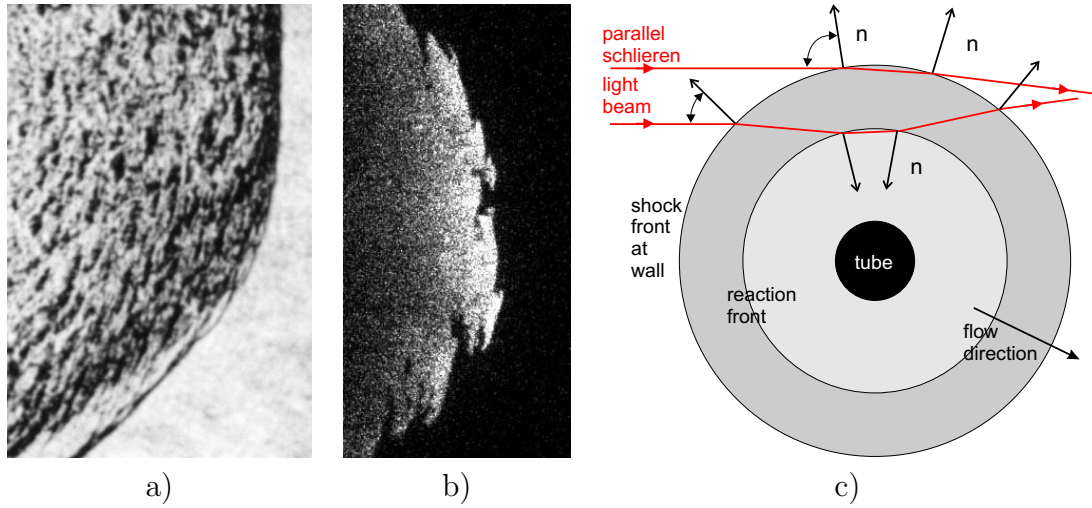 parallel
schlieren
light
beam
n
n
n
shock
front
at
wall
tube
reaction
front
flow
direction
a)
b)
c)